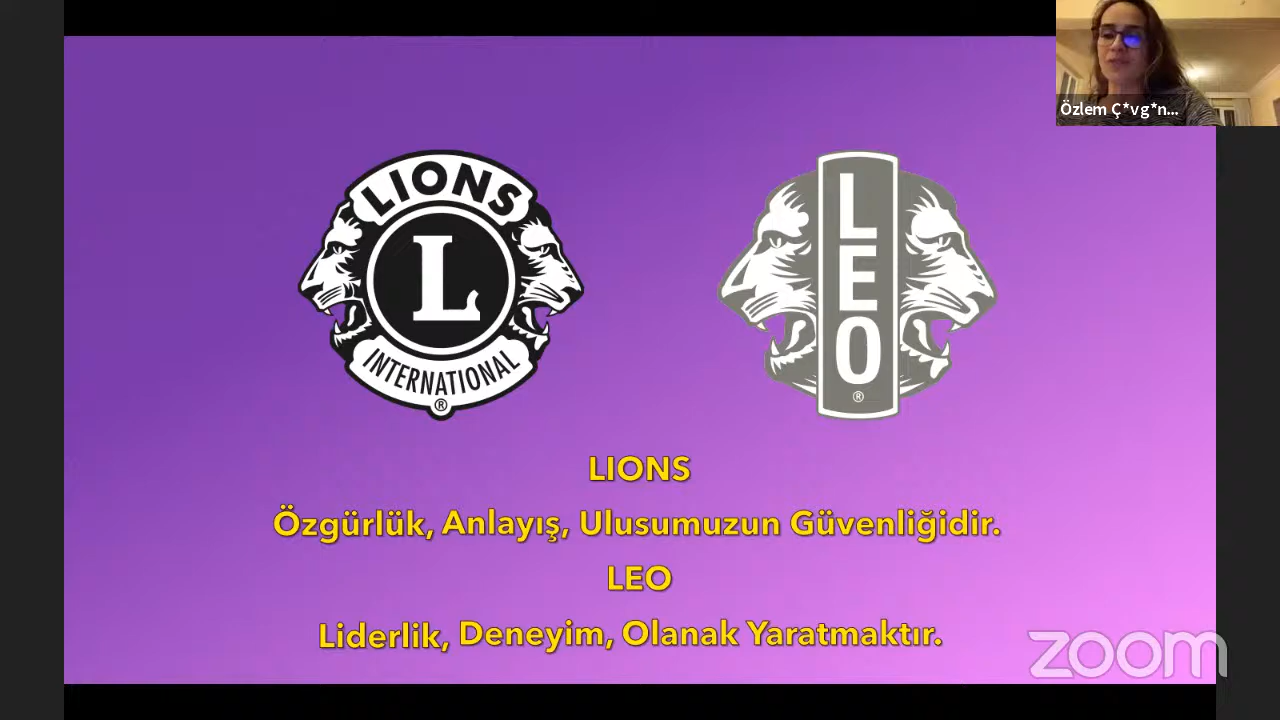 Özlem Ç*vg*n...
LIONS
L
INTERNATIONAL
®
LEO
®
LIONS
Özgürlük, Anlayış, Ulusumuzun Güvenliğidir.
LEO
Liderlik, Deneyim, Olanak Yaratmaktır.
zoom